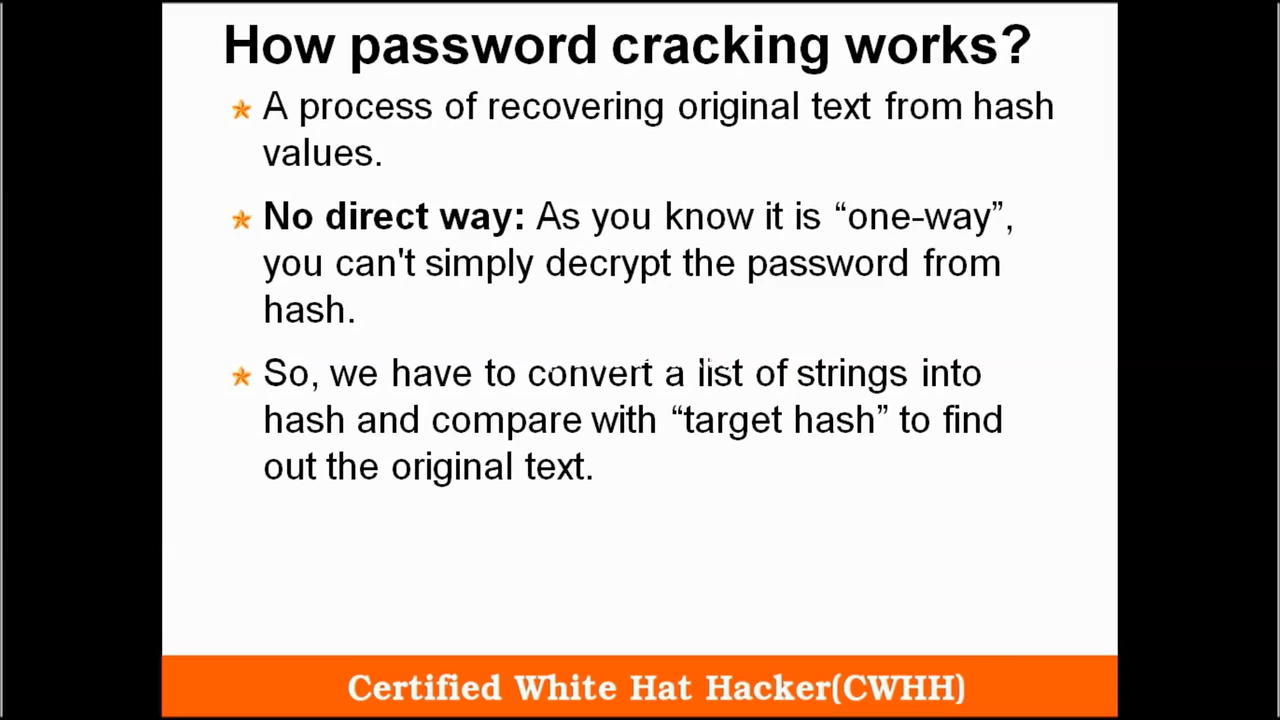 How password cracking works?
A process of recovering original text from hash
values.
No direct way: As you know it is “one-way”,
you can't simply decrypt the password from
hash.
So, we have to convert a list of strings into
hash and compare with “target hash” to find
out the original text.
Certified White Hat Hacker(CWHH)